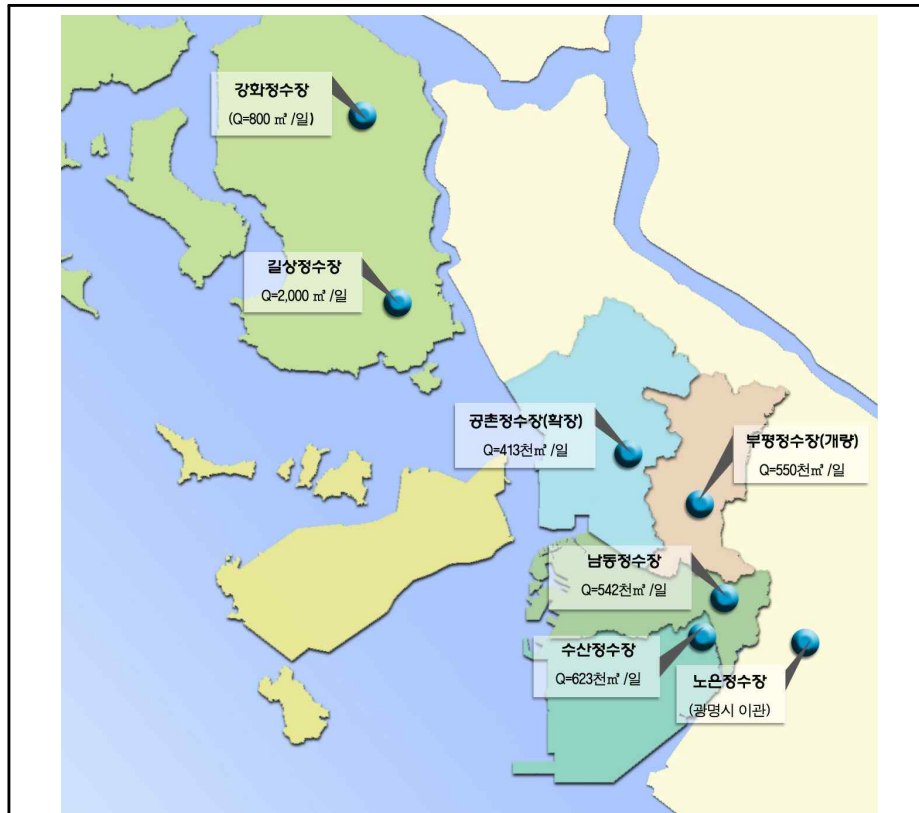 강화정수장
(Q=800 ㎥/일)
길상정수장
Q=2,000 ㎥/일
공촌정수장(확장)
Q=413천㎥/일
부평정수장(개량)
Q=550천㎥/일
남동정수장
Q=542천㎥/일
수산정수장
Q=623천㎥/일
노은정수장
(광명시 이관)